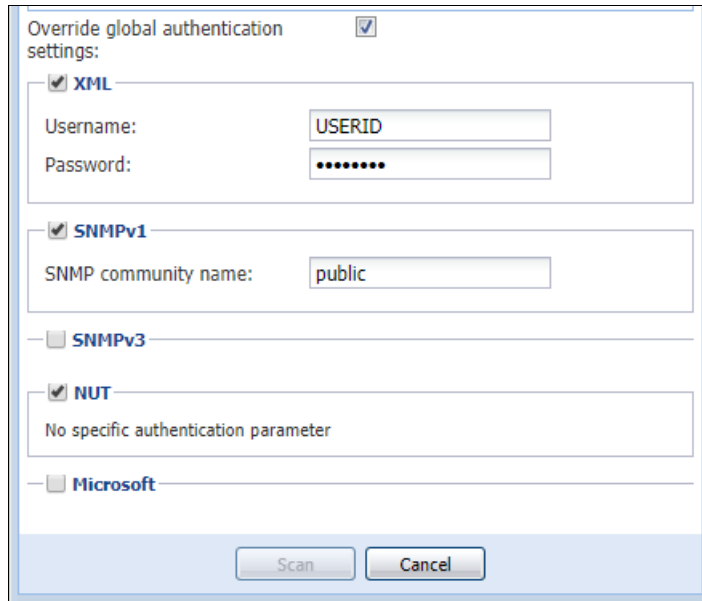 Override global authentication
settings:
XML
Username: USERID
Password: ••••••••
SNMPv1
SNMP community name: public
SNMPv3
NUT
No specific authentication parameter
Microsoft
Scan Cancel